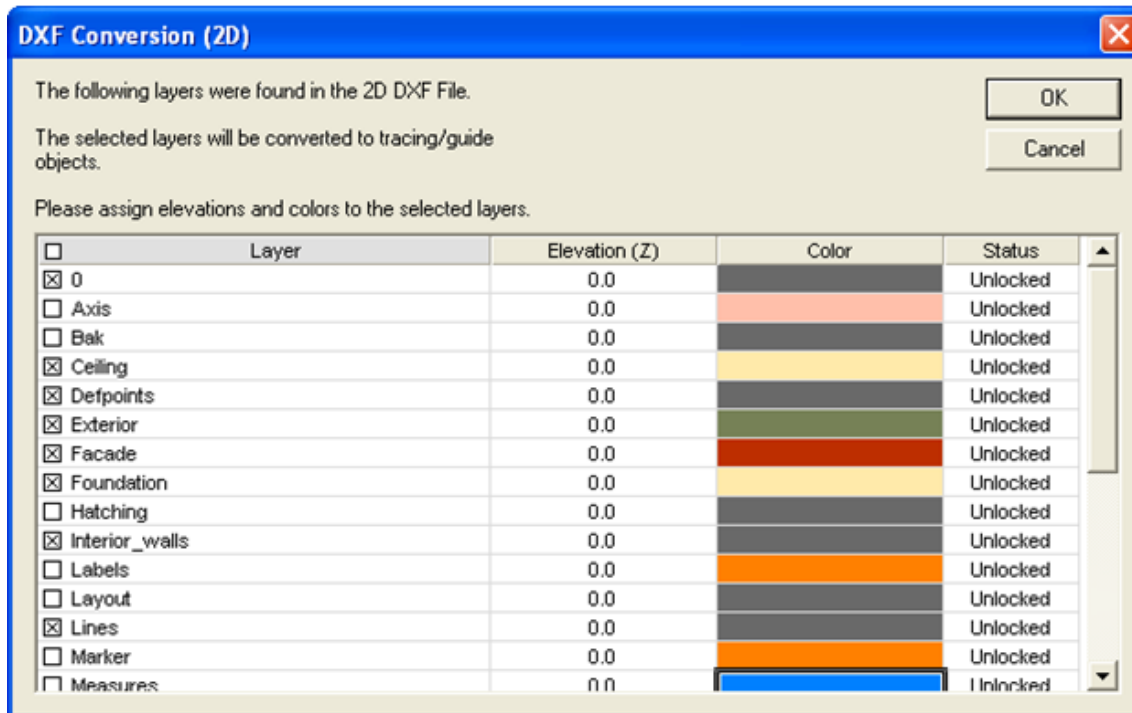 DXF Conversion (2D)
The following layers were found in the 2D DXF File.
OK
The selected layers will be converted to tracing/guide
objects.
Cancel
Please assign elevations and colors to the selected layers.
Layer Elevation (Z) Color Status
0 0.0 Unlocked
Axis 0.0 Unlocked
Bak 0.0 Unlocked
Ceiling 0.0 Unlocked
Defpoints 0.0 Unlocked
Exterior 0.0 Unlocked
Facade 0.0 Unlocked
Foundation 0.0 Unlocked
Hatching 0.0 Unlocked
Interior_walls 0.0 Unlocked
Labels 0.0 Unlocked
Layout 0.0 Unlocked
Lines 0.0 Unlocked
Marker 0.0 Unlocked
Measures 0.0 Unlocked